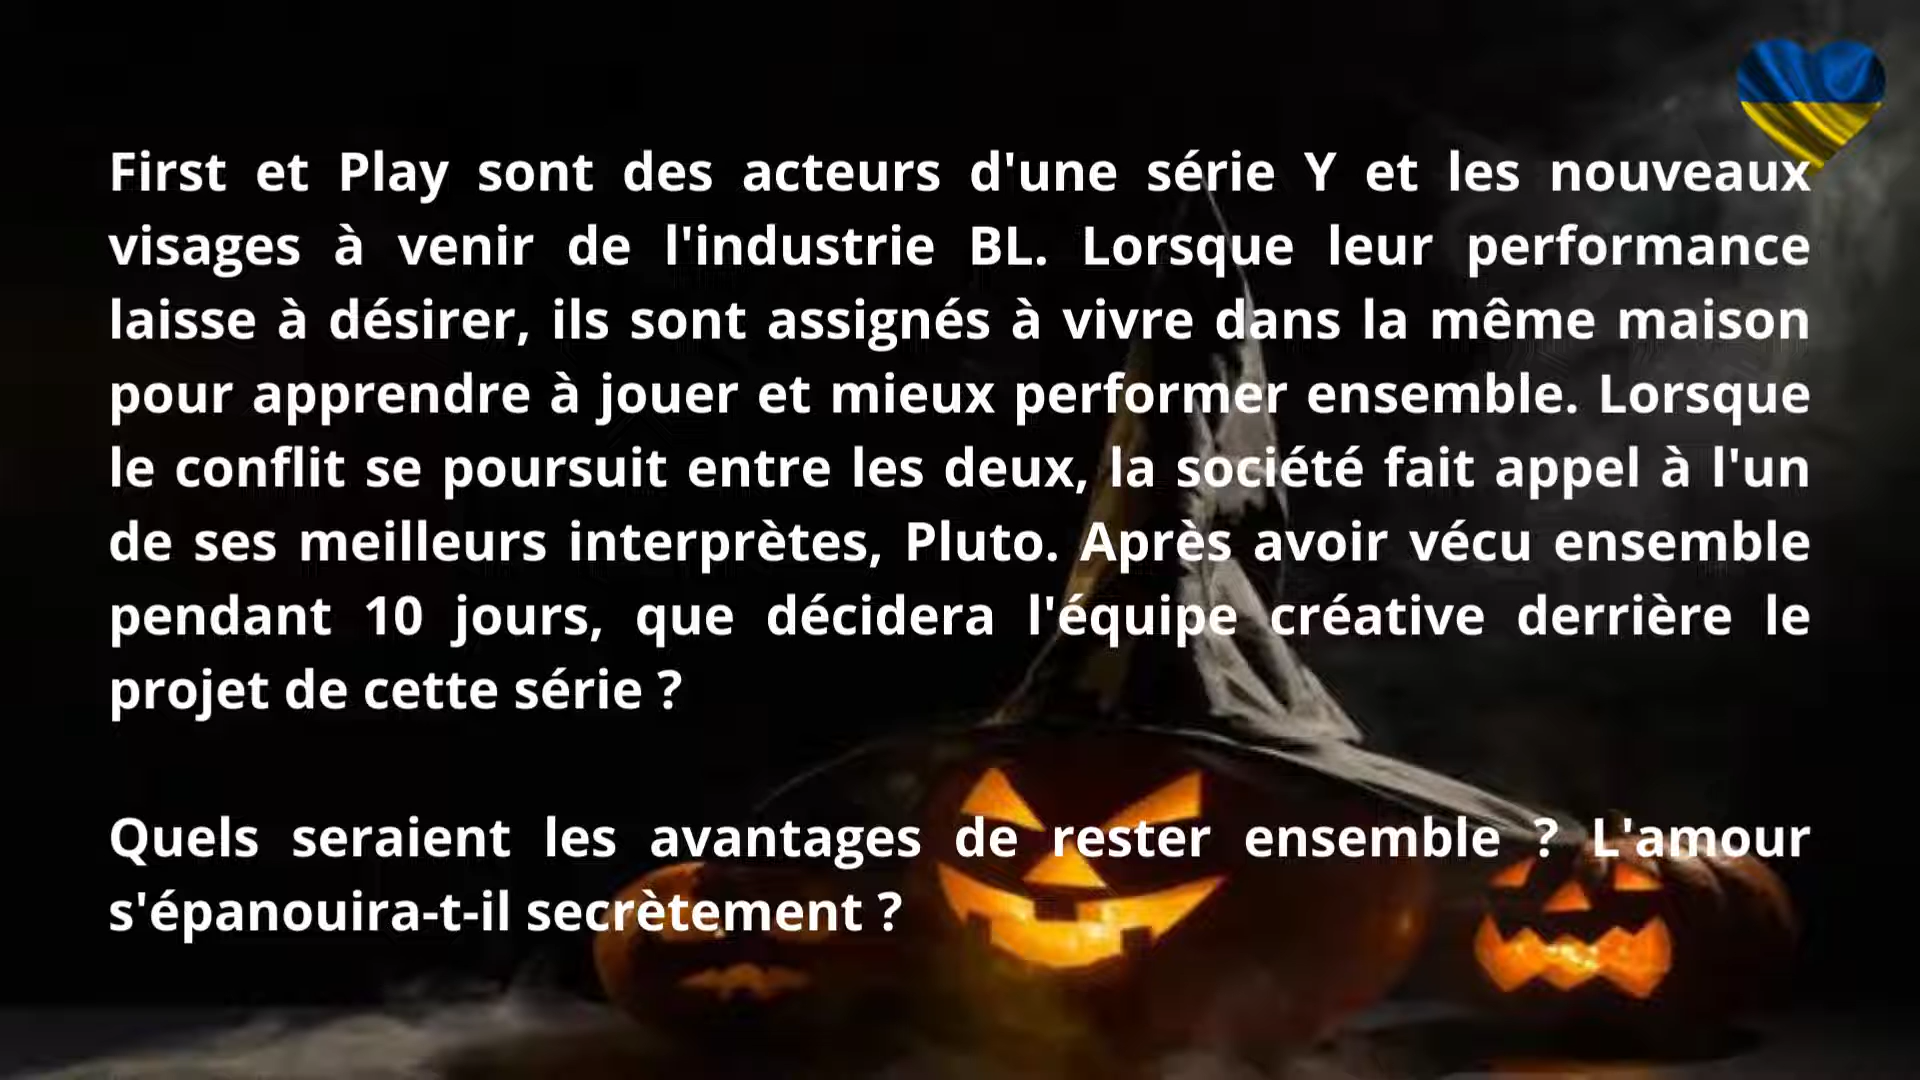 First et Play sont des acteurs d'une série Y et les nouveaux
visages à venir de l'industrie BL. Lorsque leur performance
laisse à désirer, ils sont assignés à vivre dans la même maison
pour apprendre à jouer et mieux performer ensemble. Lorsque
le conflit se poursuit entre les deux, la société fait appel à l'un
de ses meilleurs interprètes, Pluto. Après avoir vécu ensemble
pendant 10 jours, que décidera l'équipe créative derrière le
projet de cette série ?
Quels seraient les avantages de rester ensemble ? L'amour
s'épanouira-t-il secrètement ?